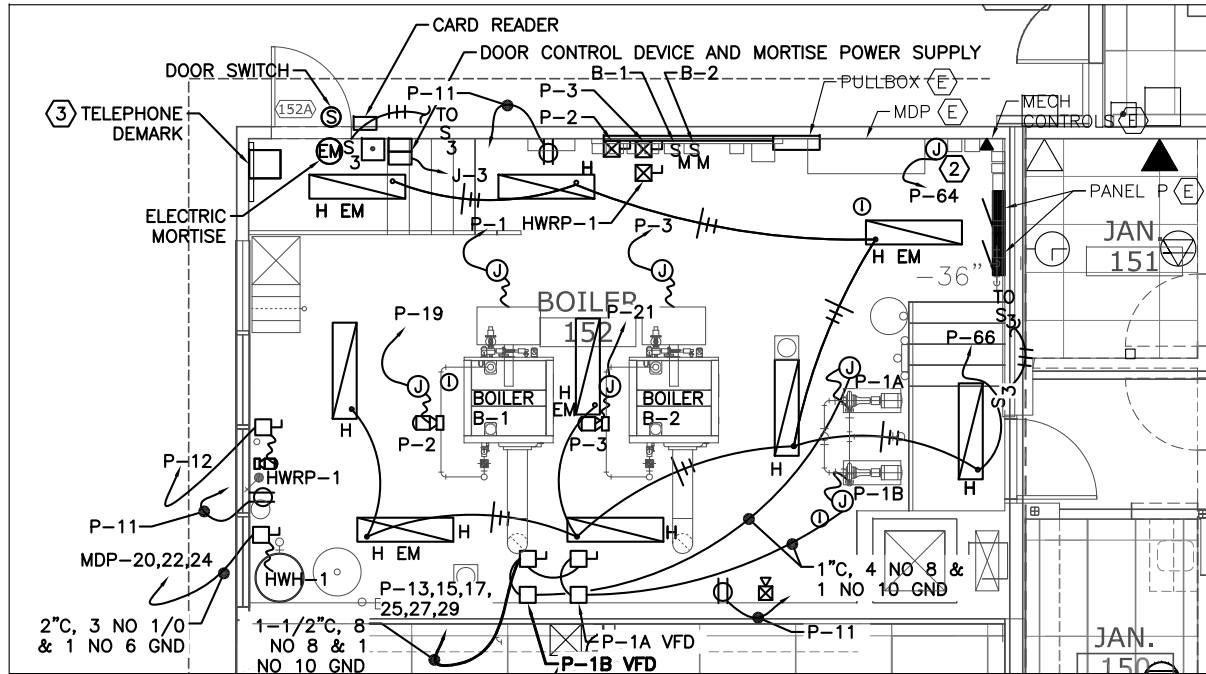 CARD READER
DOOR CONTROL DEVICE AND MORTISE POWER SUPPLY
DOOR SWITCH
P-11
B-1
B-2
P-3
P-2
PULLBOX E
MDP E
MECH
CONTROLS E
3 TELEPHONE
DEMARK
152A
S
TO
S
3
EM
S
3
J-3
S
M
S
M
J
2
P-64
PANEL P E
H EM
H
HWRP-1
I
H EM
ELECTRIC
MORTISE
P-1
P-3
J
J
JAN.
151
-36"
BOILER
152
P-19
P-21
TO
S3
P-66
J
I
J
J
P-1A
S3
BOILER
B-1
BOILER
B-2
H
H
EM
P-2
P-3
H
H
P-12
HWRP-1
P-11
P-1B
J
I
MDP-20,22,24
H EM
H
H
HWH-1
P-13,15,17,
25,27,29
1"C, 4 NO 8 &
1 NO 10 GND
2"C, 3 NO 1/0
& 1 NO 6 GND
1-1/2"C, 8
NO 8 & 1
NO 10 GND
P-1A VFD
P-1B VFD
P-11
JAN.
150